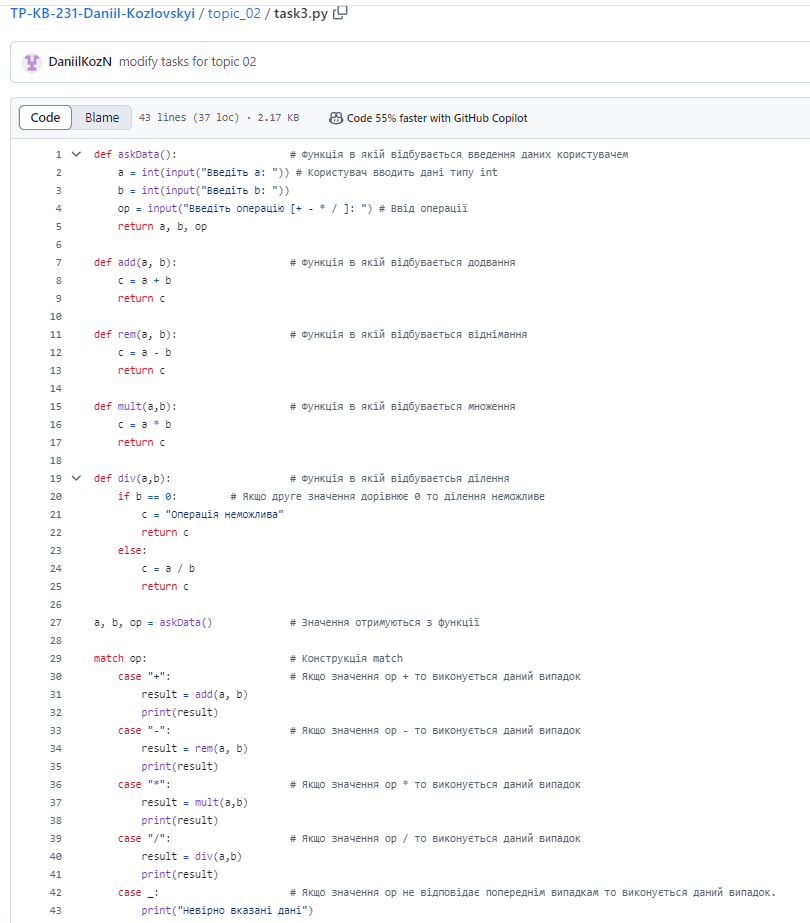 TP-KB-231-Daniil-Kozlovskyi / topic_02 / task3.py
DaniilKozN modify tasks for topic 02
Code Blame 43 lines (37 loc) · 2.17 KB Code 55% faster with GitHub Copilot
1 def askData(): # Функція в якій відбувається введення даних користувачем
2 a = int(input("Введіть a: ")) # Користувач вводить дані типу int
3 b = int(input("Введіть b: "))
4 op = input("Введіть операцію [+ - * / ]: ") # Ввід операції
5 return a, b, op
6
7 def add(a, b): # Функція в якій відбувається додвання
8 c = a + b
9 return c
10
11 def rem(a, b): # Функція в якій відбувається віднімання
12 c = a - b
13 return c
14
15 def mult(a,b): # Функція в якій відбувається множення
16 c = a * b
17 return c
18
19 def div(a,b): # Функція в якій відбуваєтсья ділення
20 if b == 0: # Якщо друге значення дорівнює 0 то ділення неможливе
21 c = "Операція неможлива"
22 return c
23 else:
24 c = a / b
25 return c
26
27 a, b, op = askData() # Значення отримуються з функції
28
29 match op: # Конструкція match
30 case "+": # Якщо значення op + то виконується даний випадок
31 result = add(a, b)
32 print(result)
33 case "-": # Якщо значення op - то виконується даний випадок
34 result = rem(a, b)
35 print(result)
36 case "*": # Якщо значення op * то виконується даний випадок
37 result = mult(a,b)
38 print(result)
39 case "/": # Якщо значення op / то виконується даний випадок
40 result = div(a,b)
41 print(result)
42 case _: # Якщо значення op не відповідає попереднім випадкам то виконується даний випадок.
43 print("Невірно вказані дані")